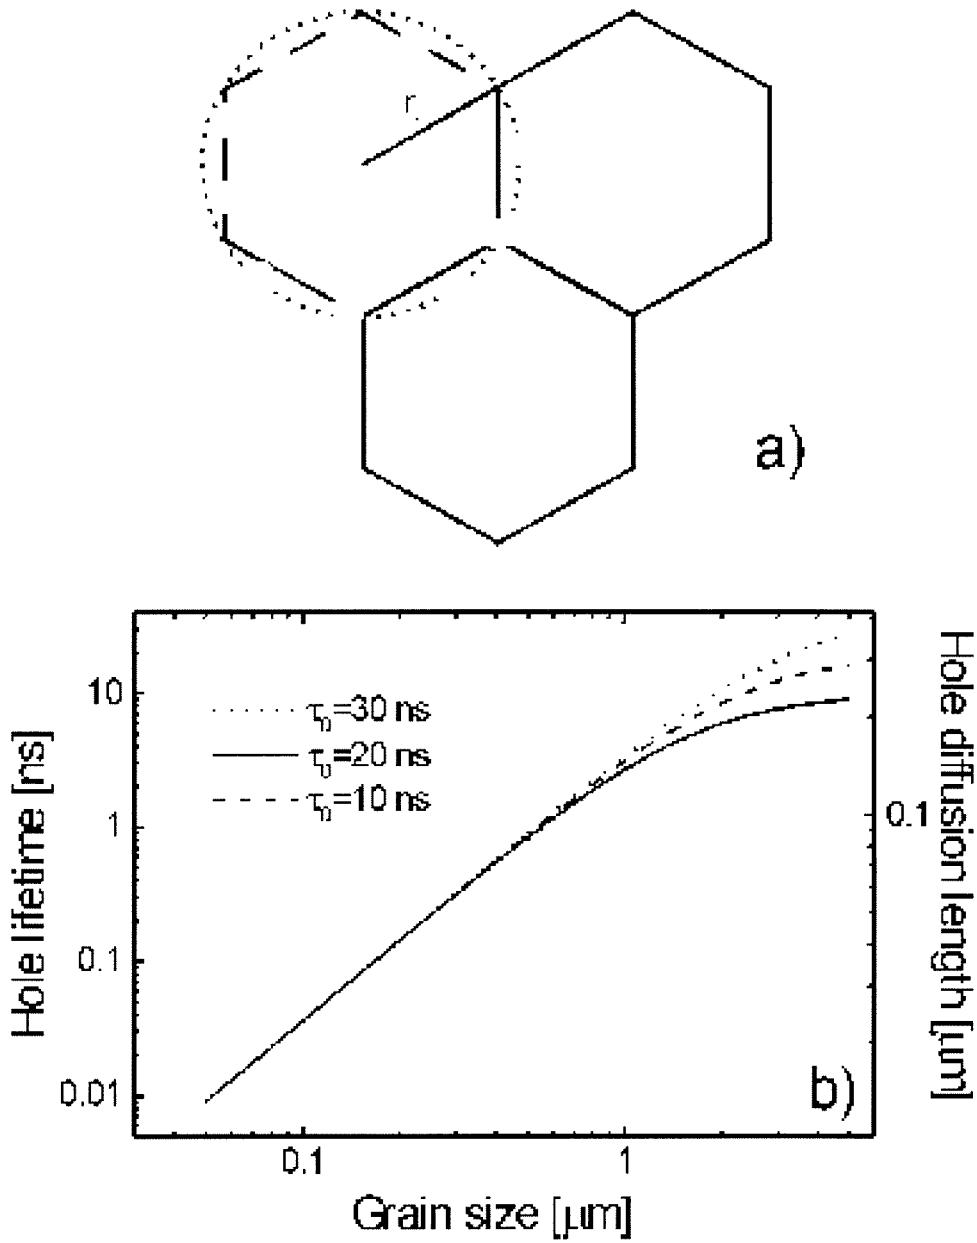 r
a)
10
1
0.1
0.01
Hole lifetime [ns]
τ₀=30 ns
τ₀=20 ns
τ₀=10 ns
0.1
Hole diffusion length [μm]
b)
0.1
1
Grain size [μm]